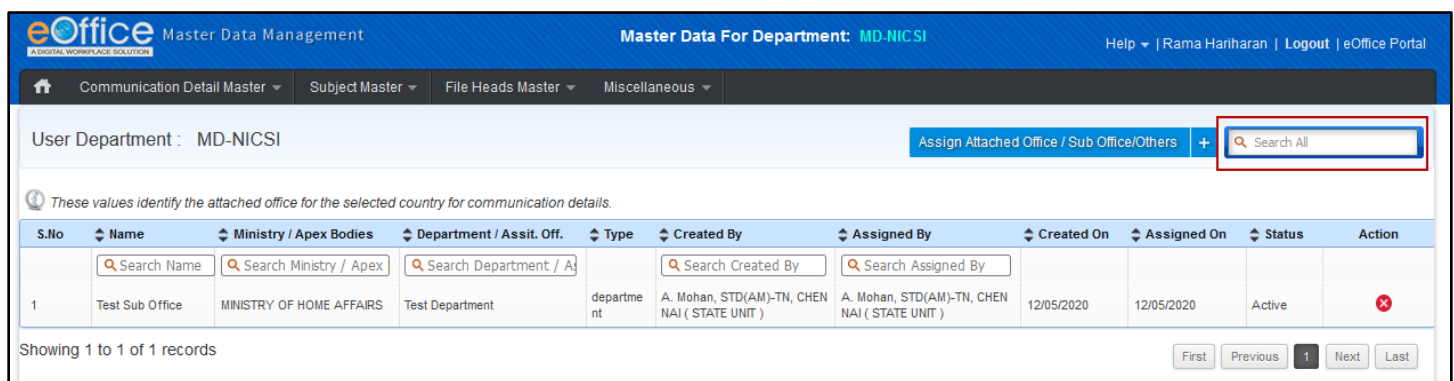 eOffice Master Data Management Master Data For Department: MD-NICSI Help | Rama Hariharan | Logout | eOffice Portal
A DIGITAL WORKPLACE SOLUTION
Communication Detail Master Subject Master File Heads Master Miscellaneous
User Department : MD-NICSI Assign Attached Office / Sub Office/Others + Search All
These values identify the attached office for the selected country for communication details.
S.No Name Ministry / Apex Bodies Department / Assit. Off. Type Created By Assigned By Created On Assigned On Status Action
Search Name Search Ministry / Apex Search Department / As Search Created By Search Assigned By
1 Test Sub Office MINISTRY OF HOME AFFAIRS Test Department departme A. Mohan, STD(AM)-TN, CHEN A. Mohan, STD(AM)-TN, CHEN 12/05/2020 12/05/2020 Active
nt NAI ( STATE UNIT ) NAI ( STATE UNIT )
Showing 1 to 1 of 1 records First Previous 1 Next Last